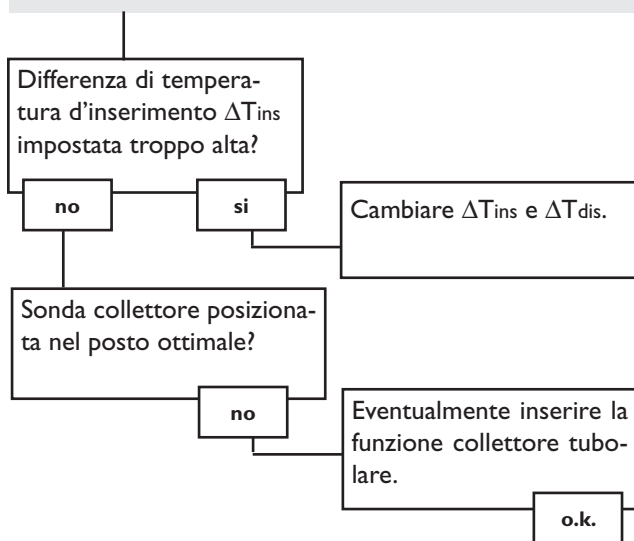 Differenza di tempera-
tura d'inserimento ΔTins
impostata troppo alta?
no
si
Cambiare ΔTins e ΔTdis.
Sonda collettore posiziona-
ta nel posto ottimale?
no
Eventualmente inserire la
funzione collettore tubo-
lare.
o.k.